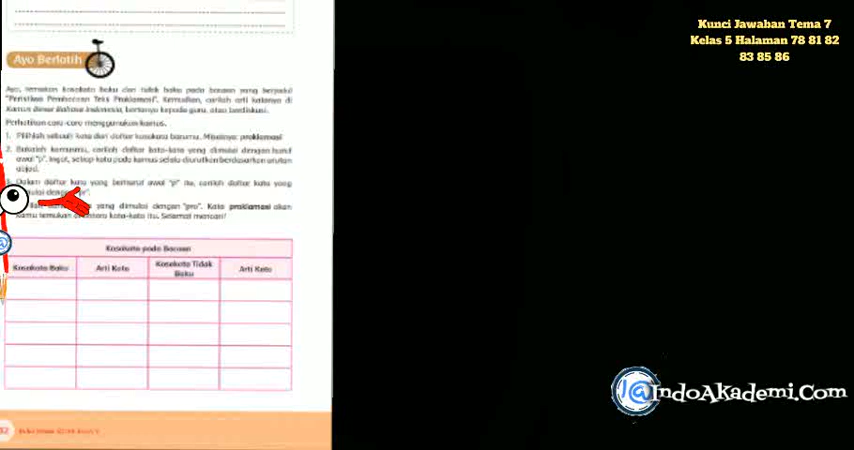 Ayo Berlatih
Ayo, temukan kosakata baku dan tidak baku pada bacaan yang berjudul
"Peristiwa Pembacaan Teks Proklamasi". Kemudian, carilah arti katanya di
Kamus Besar Bahasa Indonesia, bertanya kepada guru, atau berdiskusi.
Perhatikan cara-cara menggunakan kamus.
1. Pilihlah sebuah kata dari daftar kosakata barumu. Misalnya: proklamasi
2. Bukalah kamusmu, carilah daftar kata-kata yang dimulai dengan huruf
awal "p". Ingat, setiap kata pada kamus selalu diurutkan berdasarkan urutan
abjad.
Dalam daftar kata yang berhuruf awal "p" itu, carilah daftar kata yang
dengan "pr".
yang dimulai dengan "pro". Kata proklamasi akan
kamu temukan di antara kata-kata itu. Selamat mencari!
Kosakata pada Bacaan
Kosakata Baku Arti Kata Kosakata Tidak Baku Arti Kata
Kunci Jawaban Tema 7
Kelas 5 Halaman 78 81 82
83 85 86
IndoAkademi.Com